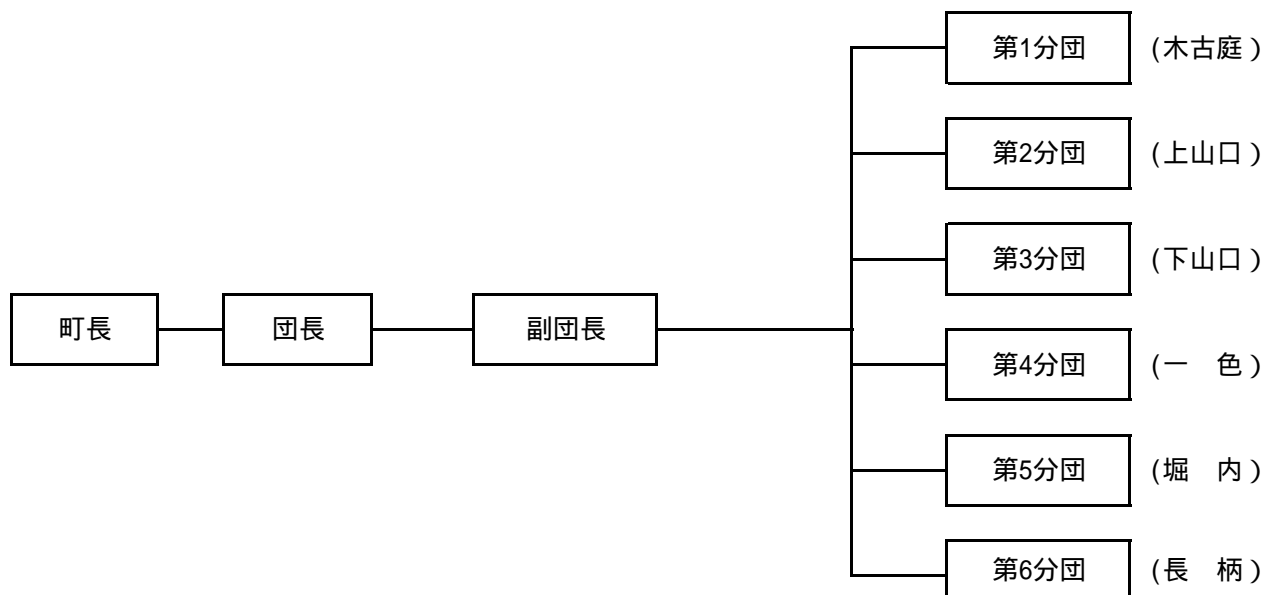 第1分団 (木古庭)
第2分団 (上山口)
第3分団 (下山口)
町長 団長 副団長
第4分団 (一　色)
第5分団 (堀　内)
第6分団 (長　柄)